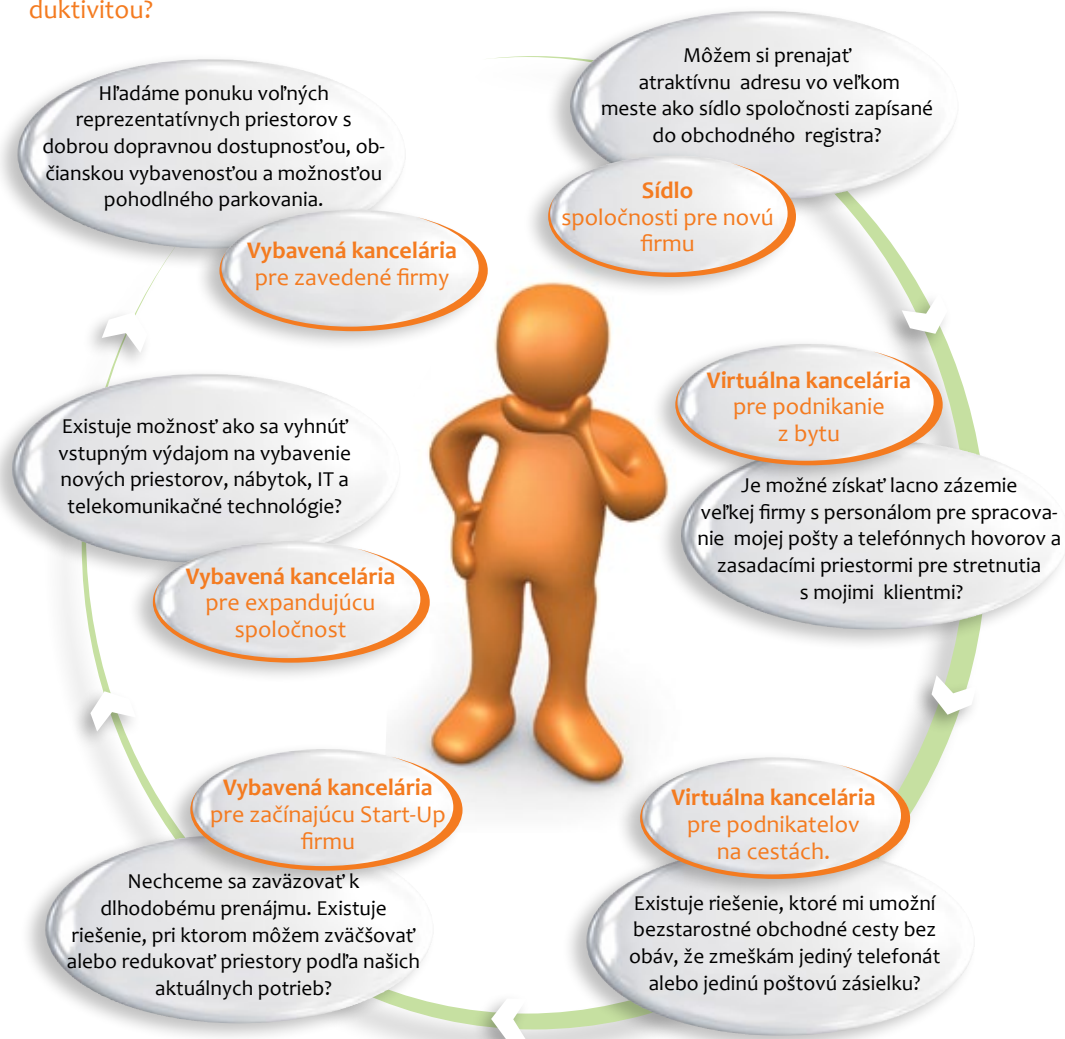 duktivitou?
Môžem si prenajať
atraktívnu adresu vo veľkom
meste ako sídlo spoločnosti zapísané
do obchodného registra?
Sídlo
spoločnosti pre novú
firmu
Virtuálna kancelária
pre podnikanie
z bytu
Je možné získať lacno zázemie
veľkej firmy s personálom pre spracova-
nie mojej pošty a telefónnych hovorov a
zasadacími priestormi pre stretnutia
s mojimi klientmi?
Virtuálna kancelária
pre podnikatelov
na cestách.
Existuje riešenie, ktoré mi umožní
bezstarostné obchodné cesty bez
obáv, že zmeškám jediný telefonát
alebo jedinú poštovú zásielku?
Vybavená kancelária
pre začínajúcu Start-Up
firmu
Nechceme sa zaväzovať k
dlhodobému prenájmu. Existuje
riešenie, pri ktorom môžem zväčšovať
alebo redukovať priestory podľa našich
aktuálnych potrieb?
Existuje možnosť ako sa vyhnúť
vstupným výdajom na vybavenie
nových priestorov, nábytok, IT a
telekomunikačné technológie?
Vybavená kancelária
pre expandujúcu
spoločnost
Hľadáme ponuku voľných
reprezentatívnych priestorov s
dobrou dopravnou dostupnosťou, ob-
čianskou vybavenosťou a možnosťou
pohodlného parkovania.
Vybavená kancelária
pre zavedené firmy